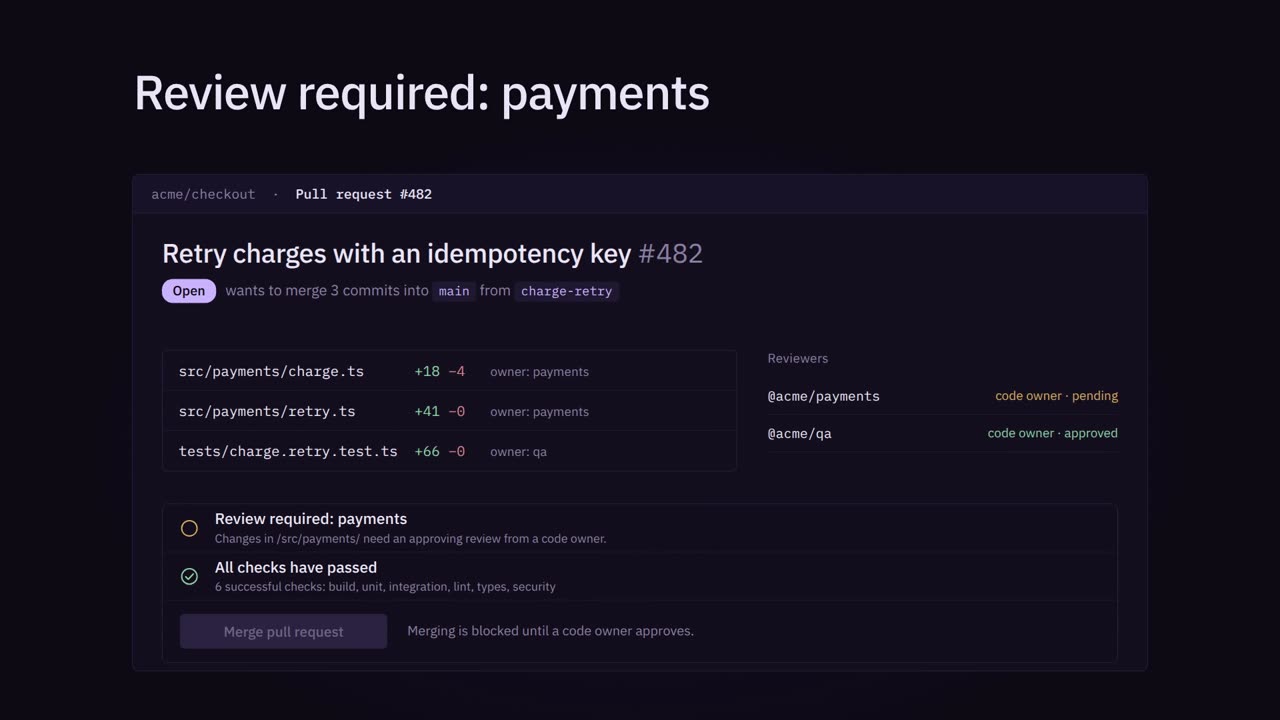 Review required: payments
acme/checkout · Pull request #482
Retry charges with an idempotency key #482
Open wants to merge 3 commits into main from charge-retry
src/payments/charge.ts +18 −4 owner: payments
src/payments/retry.ts +41 −0 owner: payments
tests/charge.retry.test.ts +66 −0 owner: qa
Reviewers
@acme/payments code owner · pending
@acme/qa code owner · approved
Review required: payments
Changes in /src/payments/ need an approving review from a code owner.
All checks have passed
6 successful checks: build, unit, integration, lint, types, security
Merge pull request Merging is blocked until a code owner approves.